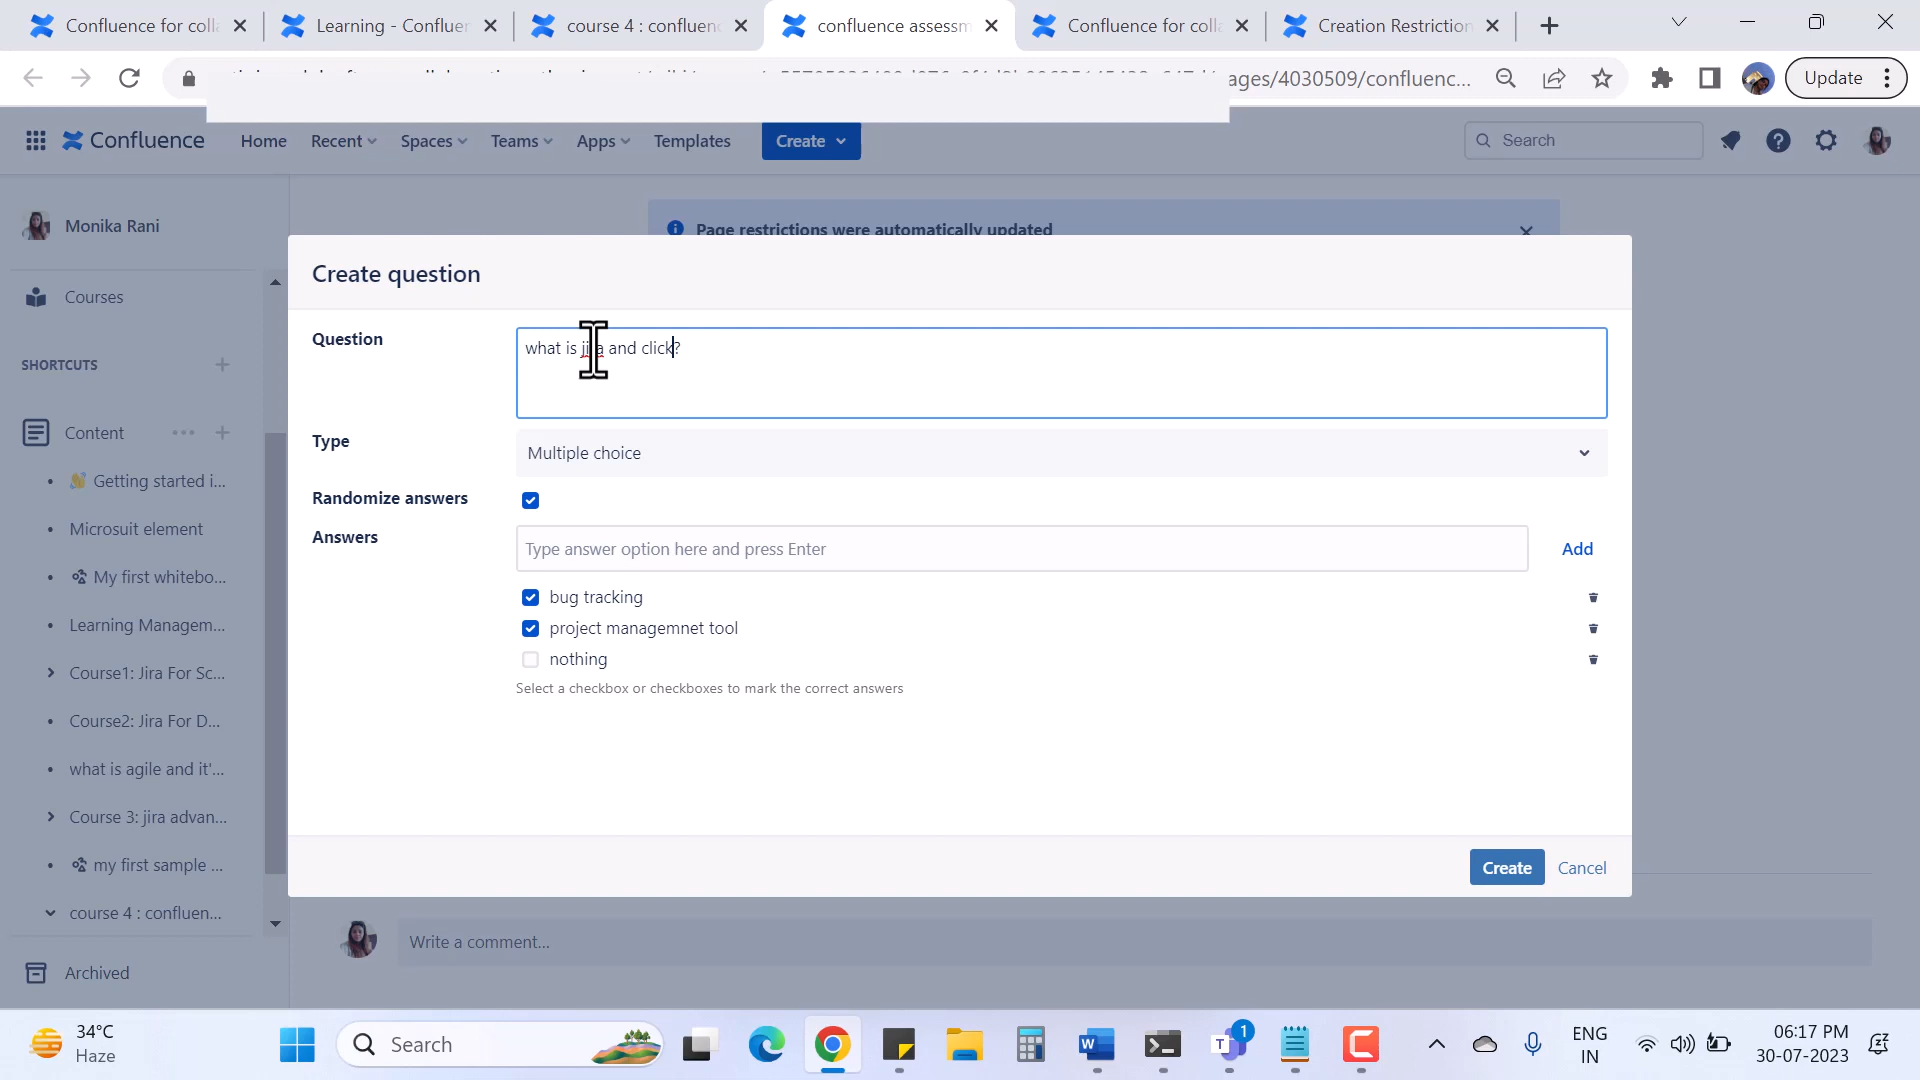 Confluence for colla
Learning - Confluen
course 4 : confluenc
confluence assessm
Confluence for colla
Creation Restriction
ages/4030509/confluenc...
Update
Confluence
Home
Recent
Spaces
Teams
Apps
Templates
Create
Search
Monika Rani
Page restrictions were automatically updated
Create question
Courses
Question
what is jira and click?
SHORTCUTS
Content
Type
Multiple choice
Getting started i...
Randomize answers
Microsuit element
Answers
Type answer option here and press Enter
Add
My first whitebo...
bug tracking
Learning Managem...
project managemnet tool
nothing
Course1: Jira For Sc...
Select a checkbox or checkboxes to mark the correct answers
Course2: Jira For D...
what is agile and it'...
Course 3: jira advan...
my first sample ...
Create
Cancel
course 4 : confluen...
Write a comment...
Archived
34°C
Haze
Search
1
ENG
IN
06:17 PM
30-07-2023